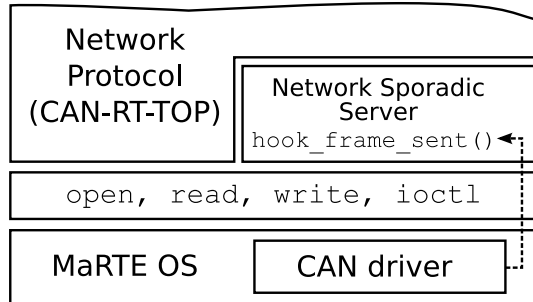 Network
Protocol
(CAN-RT-TOP)
Network Sporadic
Server
hook_frame_sent()
open, read, write, ioctl
MaRTE OS
CAN driver